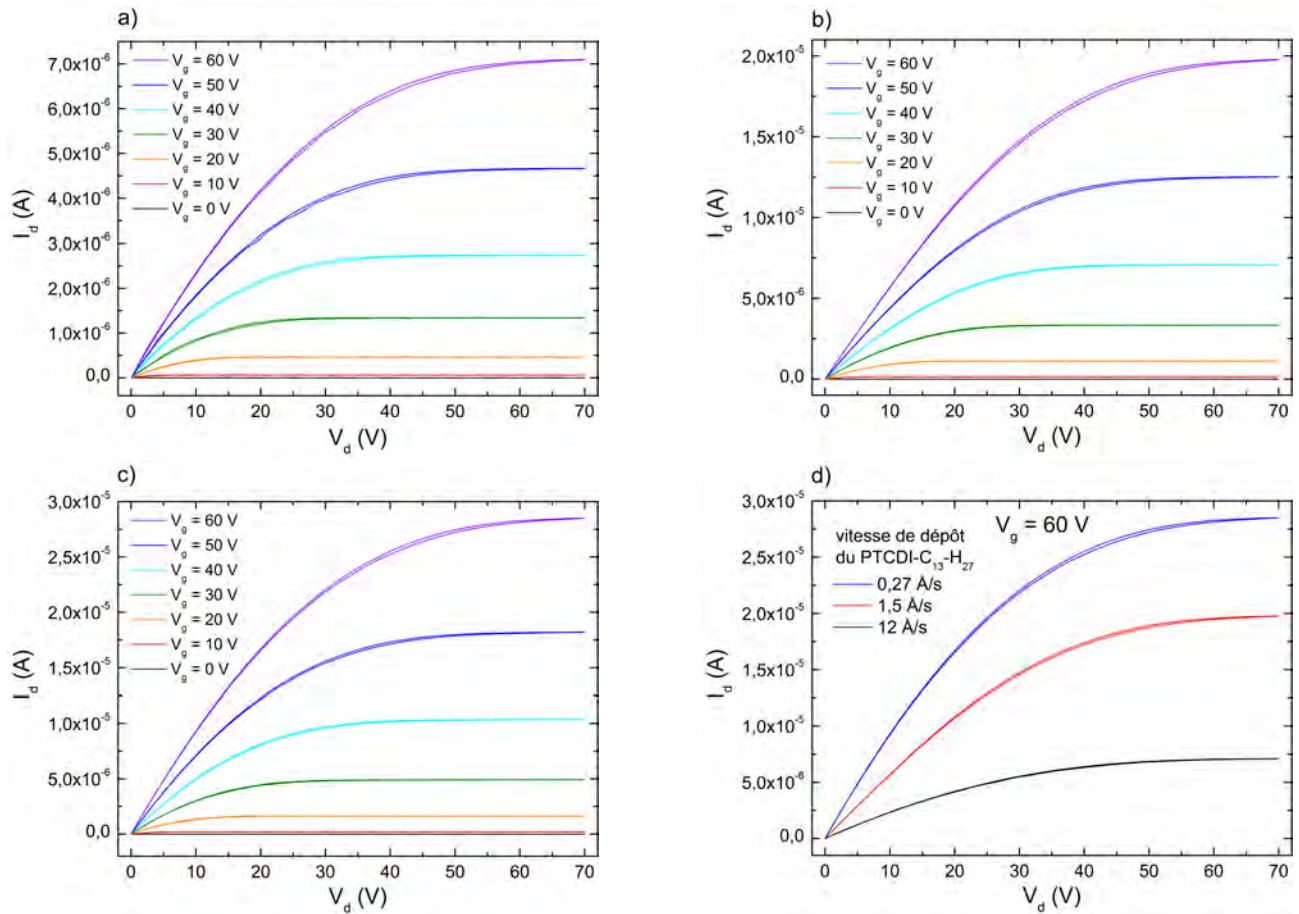 a)
7,0x10⁻⁶
6,0x10⁻⁶
5,0x10⁻⁶
4,0x10⁻⁶
3,0x10⁻⁶
2,0x10⁻⁶
1,0x10⁻⁶
0,0
I_d (A)
V_g = 60 V
V_g = 50 V
V_g = 40 V
V_g = 30 V
V_g = 20 V
V_g = 10 V
V_g = 0 V
0 10 20 30 40 50 60 70
V_d (V)
b)
2,0x10⁻⁵
1,5x10⁻⁵
1,0x10⁻⁵
5,0x10⁻⁶
0,0
I_d (A)
V_g = 60 V
V_g = 50 V
V_g = 40 V
V_g = 30 V
V_g = 20 V
V_g = 10 V
V_g = 0 V
0 10 20 30 40 50 60 70
V_d (V)
c)
3,0x10⁻⁵
2,5x10⁻⁵
2,0x10⁻⁵
1,5x10⁻⁵
1,0x10⁻⁵
5,0x10⁻⁶
0,0
I_d (A)
V_g = 60 V
V_g = 50 V
V_g = 40 V
V_g = 30 V
V_g = 20 V
V_g = 10 V
V_g = 0 V
0 10 20 30 40 50 60 70
V_d (V)
d)
3,0x10⁻⁵
2,5x10⁻⁵
2,0x10⁻⁵
1,5x10⁻⁵
1,0x10⁻⁵
5,0x10⁻⁶
0,0
I_d (A)
V_g = 60 V
vitesse de dépôt
du PTCDI-C₁₃-H₂₇
0,27 Å/s
1,5 Å/s
12 Å/s
0 10 20 30 40 50 60 70
V_d (V)